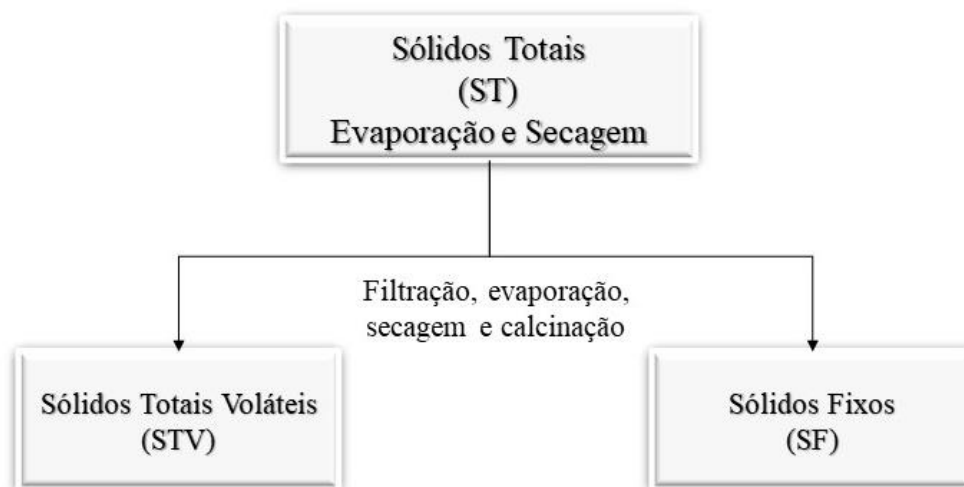 Sólidos Totais
(ST)
Evaporação e Secagem
Filtração, evaporação,
secagem e calcinação
Sólidos Totais Voláteis
(STV)
Sólidos Fixos
(SF)